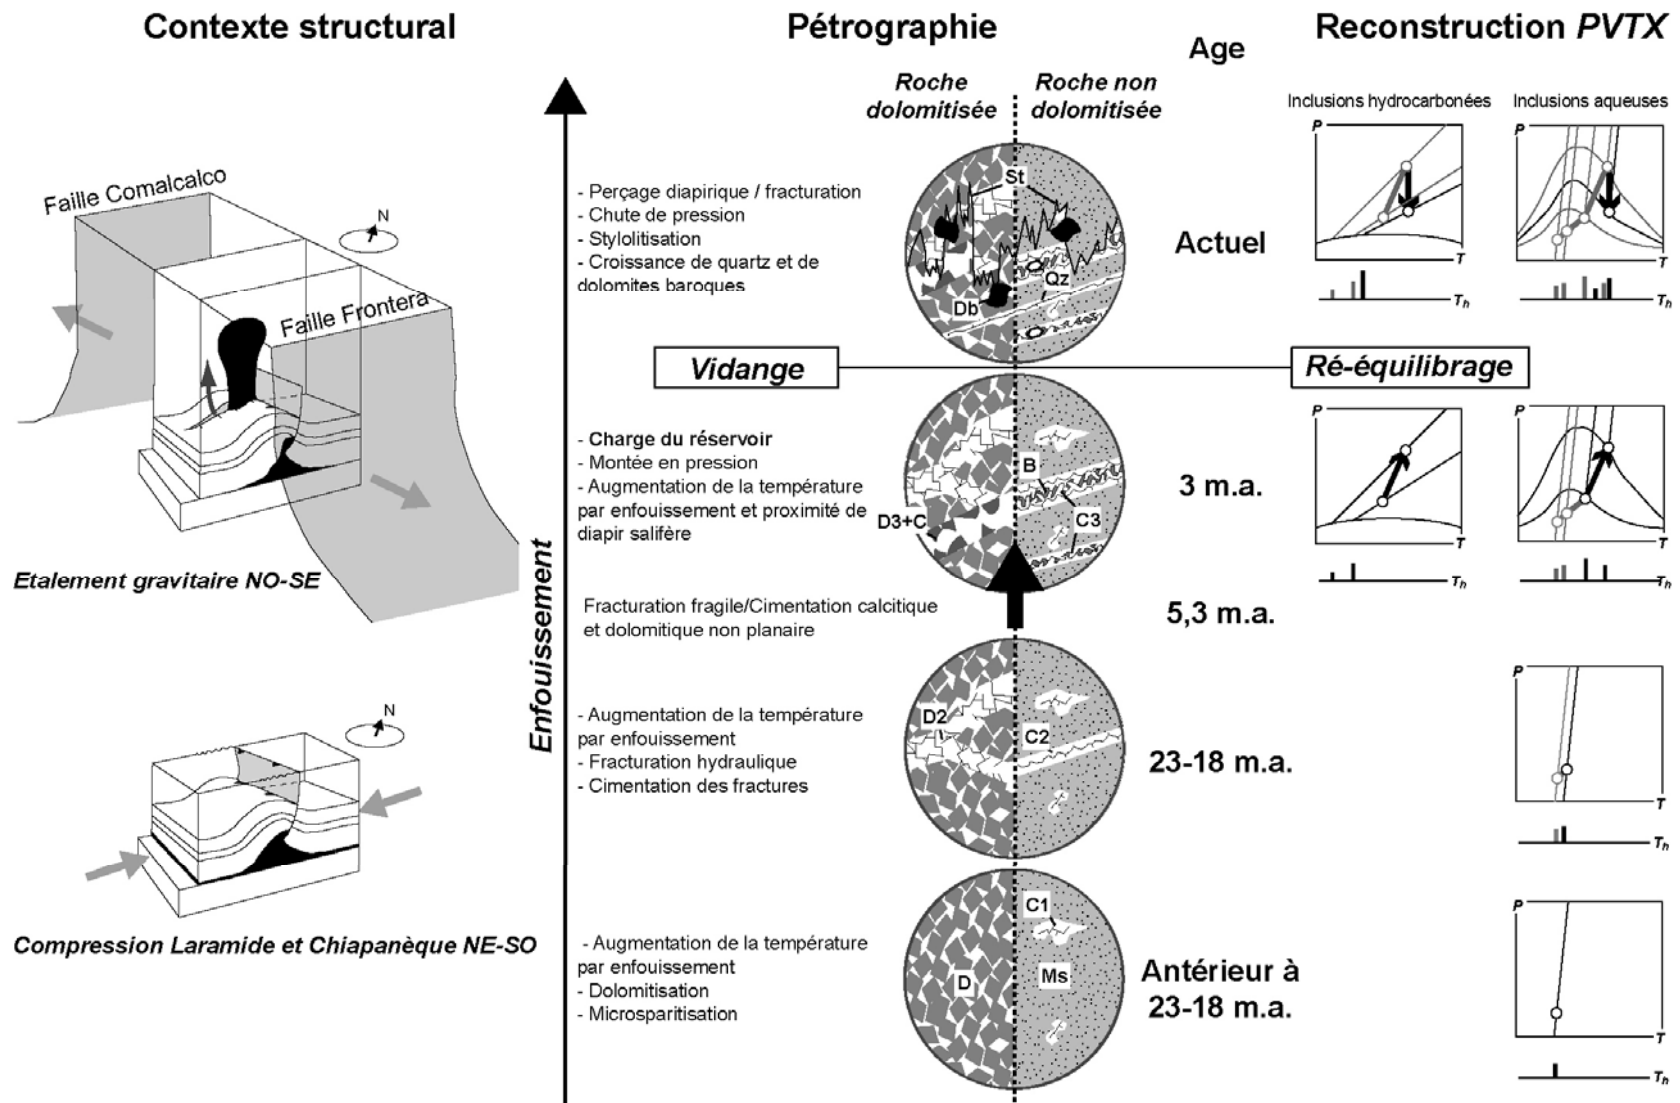 Contexte structural
Pétrographie
Age
Reconstruction PVTX
Roche
dolomitisée
Roche non
dolomitisée
Inclusions hydrocarbonées
Inclusions aqueuses
Faille Comalcalco
N
Faille Frontera
Etalement gravitaire NO-SE
N
Compression Laramide et Chiapanèque NE-SO
Enfouissement
- Perçage diapirique / fracturation
- Chute de pression
- Stylolitisation
- Croissance de quartz et de
dolomites baroques
St
Qz
Db
Actuel
P
T
Th
P
T
Th
Vidange
Ré-équilibrage
- Charge du réservoir
- Montée en pression
- Augmentation de la température
par enfouissement et proximité de
diapir salifère
B
D3+C
C3
3 m.a.
P
T
Th
P
T
Th
Fracturation fragile/Cimentation calcitique
et dolomitique non planaire
5,3 m.a.
- Augmentation de la température
par enfouissement
- Fracturation hydraulique
- Cimentation des fractures
D2
C2
23-18 m.a.
P
T
Th
- Augmentation de la température
par enfouissement
- Dolomitisation
- Microsparitisation
C1
D
Ms
Antérieur à
23-18 m.a.
P
T
Th